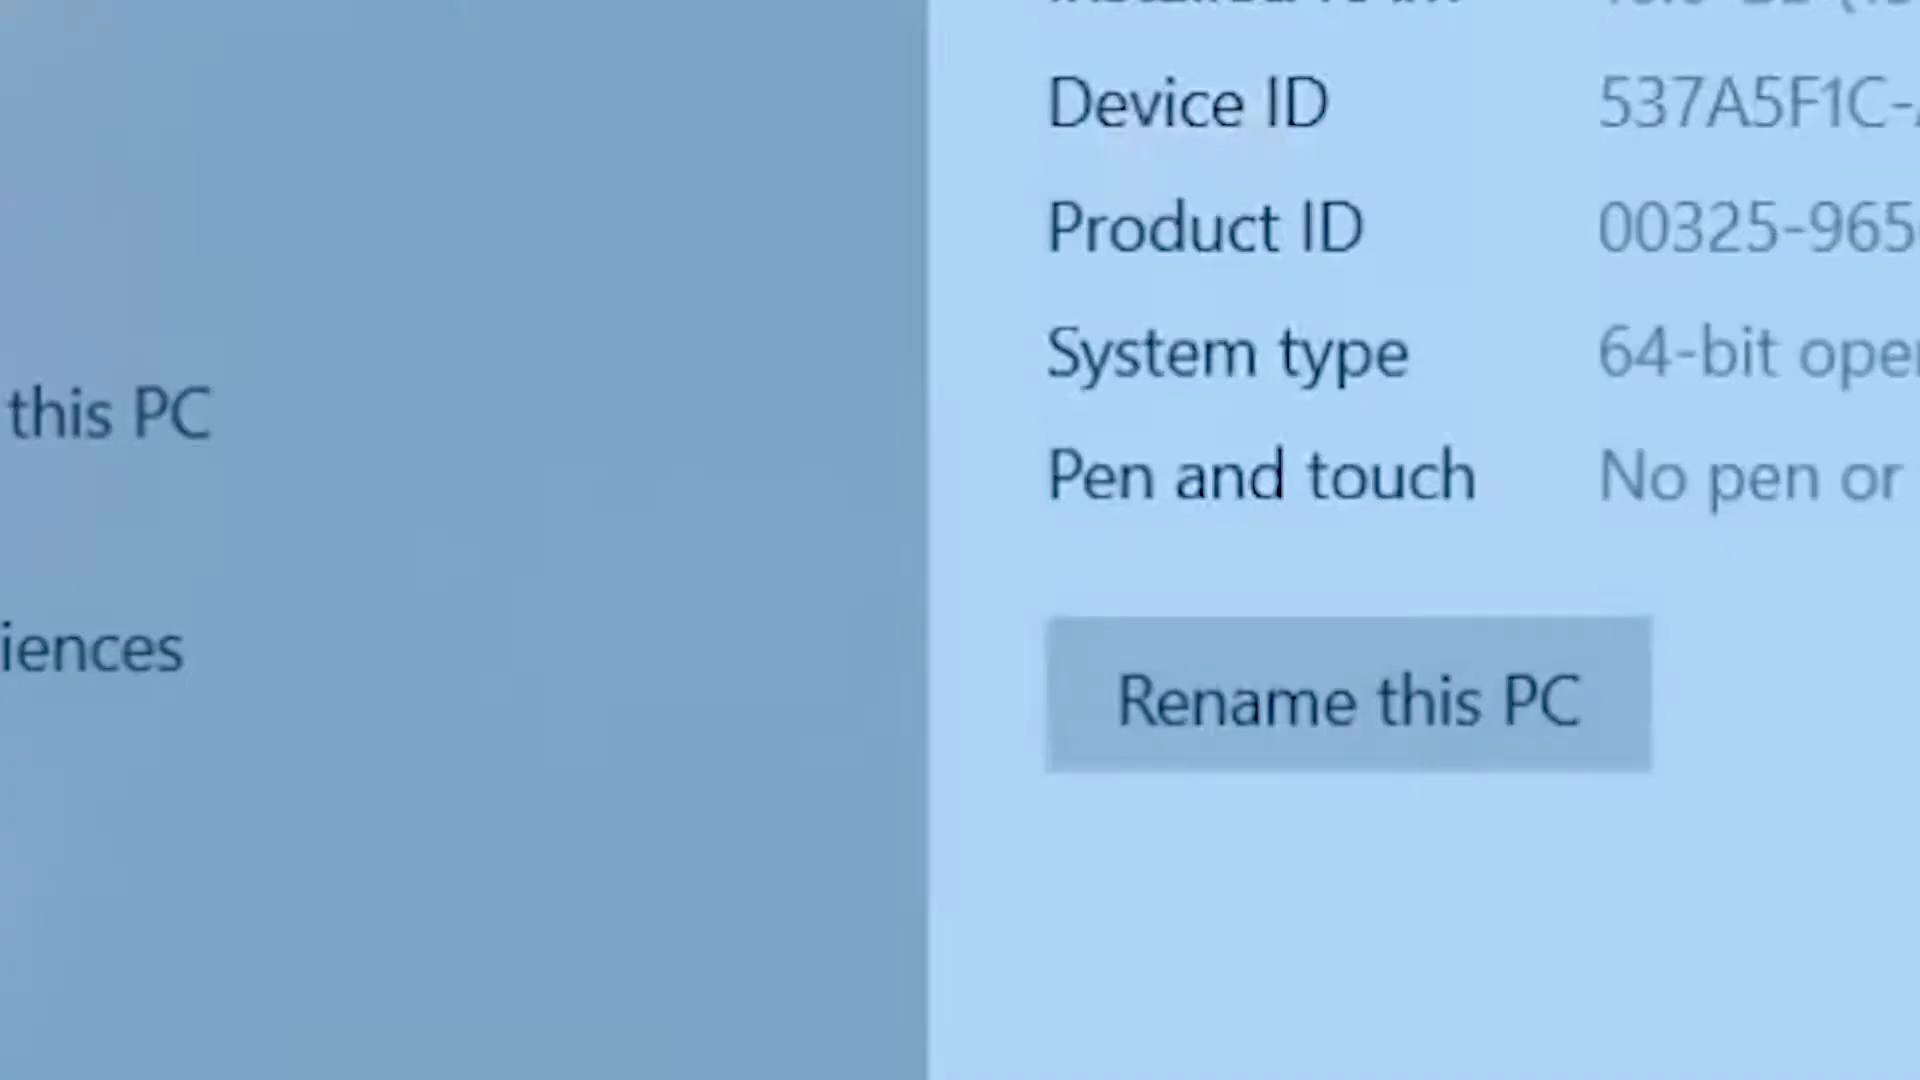 Device ID 537A5F1C-
Product ID 00325-965
System type 64-bit oper
this PC
Pen and touch No pen or
iences
Rename this PC